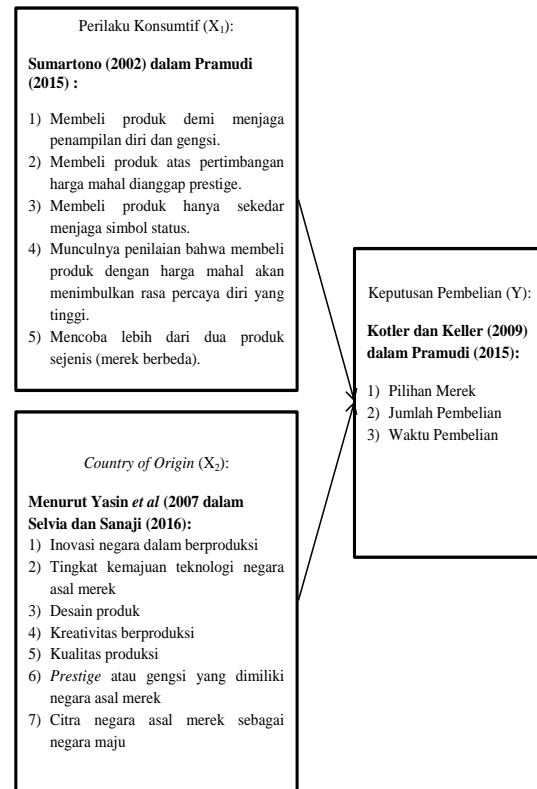 Perilaku Konsumtif (X₁):
Sumartono (2002) dalam Pramudi
(2015) :
1) Membeli produk demi menjaga
penampilan diri dan gengsi.
2) Membeli produk atas pertimbangan
harga mahal dianggap prestige.
3) Membeli produk hanya sekedar
menjaga simbol status.
4) Munculnya penilaian bahwa membeli
produk dengan harga mahal akan
menimbulkan rasa percaya diri yang
tinggi.
5) Mencoba lebih dari dua produk
sejenis (merek berbeda).
Country of Origin (X₂):
Menurut Yasin et al (2007 dalam
Selvia dan Sanaji (2016):
1) Inovasi negara dalam berproduksi
2) Tingkat kemajuan teknologi negara
asal merek
3) Desain produk
4) Kreativitas berproduksi
5) Kualitas produksi
6) Prestige atau gengsi yang dimiliki
negara asal merek
7) Citra negara asal merek sebagai
negara maju
Keputusan Pembelian (Y):
Kotler dan Keller (2009)
dalam Pramudi (2015):
1) Pilihan Merek
2) Jumlah Pembelian
3) Waktu Pembelian